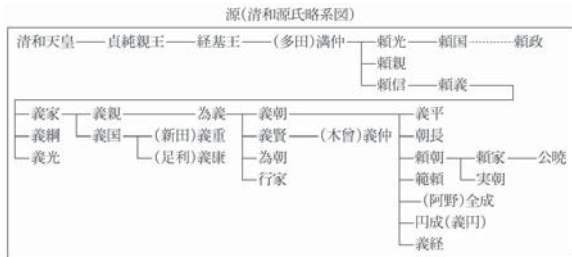 源(清和源氏略系図)
清和天皇 貞純親王 経基王 (多田)満仲 頼光 頼国 頼政
頼親
頼信 頼義
義家 義親 為義 義朝 義平
義綱 義国 (新田)義重 義賢 (木曾)義仲 朝長
義光 (足利)義康 為朝 頼朝 頼家 公暁
行家 範頼 実朝
(阿野)全成
円成(義円)
義経